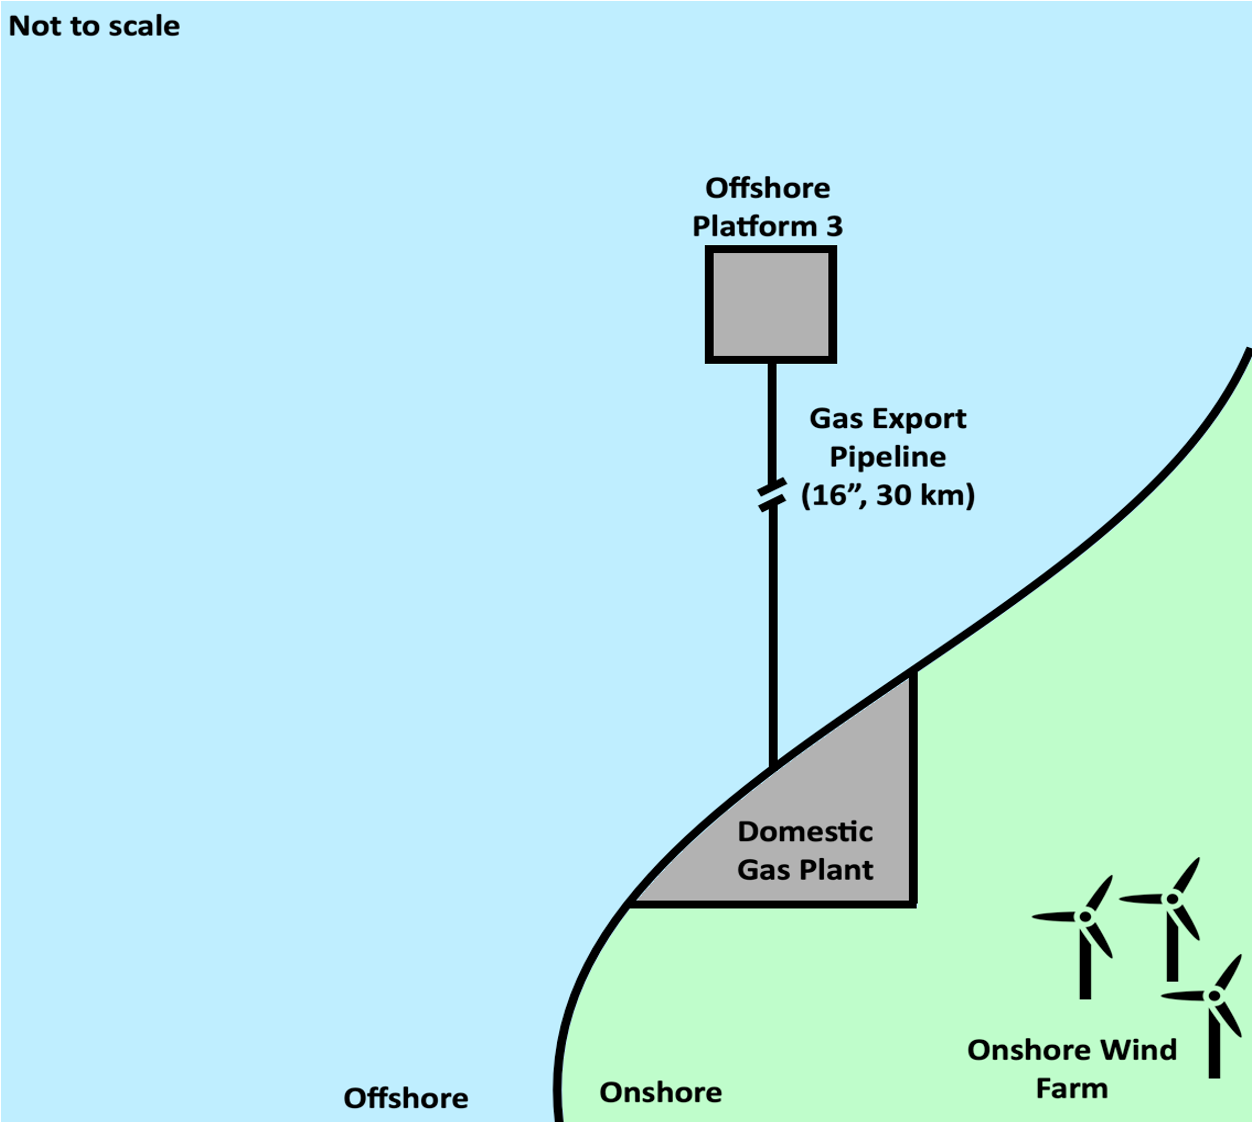 Not to scale
Offshore
Platform 3
Gas Export
Pipeline
(16”, 30 km)
Domestic
Gas Plant
Onshore Wind
Farm
Offshore
Onshore